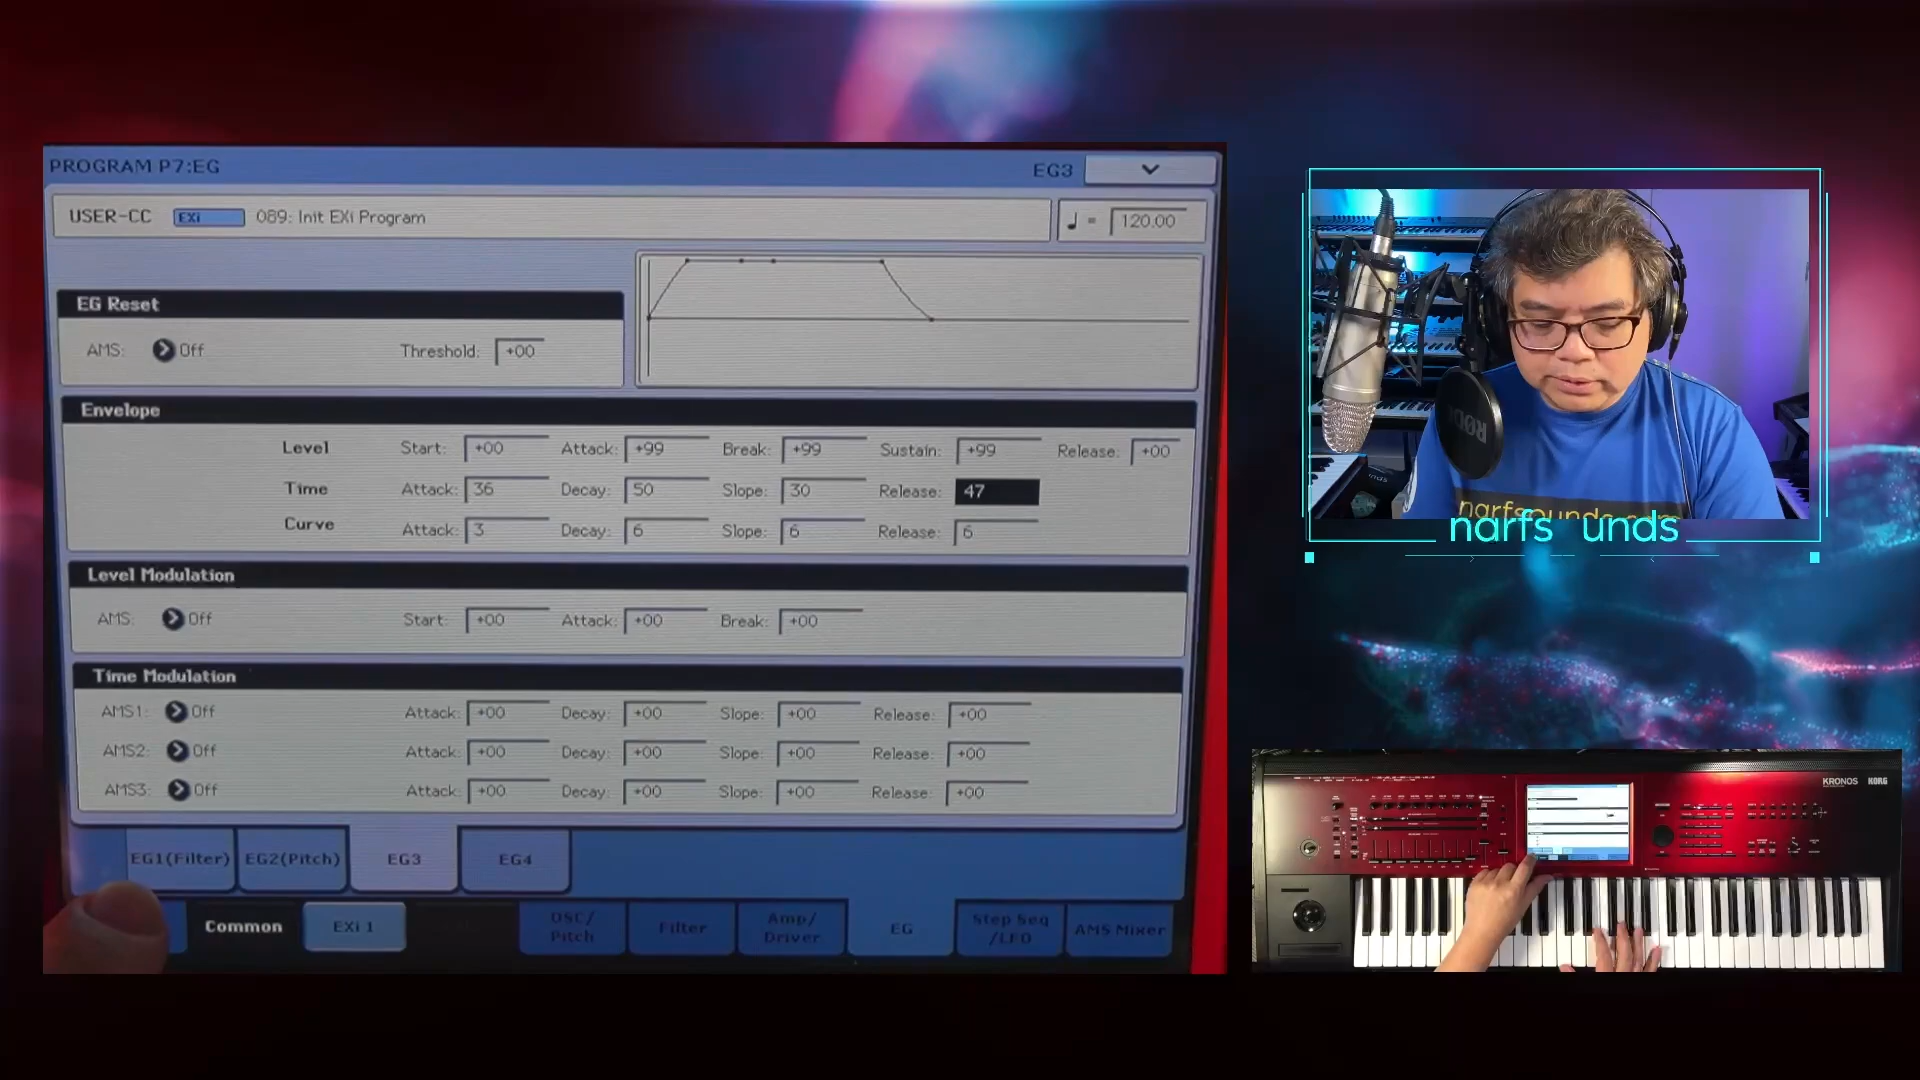 PROGRAM P7:EG EG3
USER-CC EXi 089: Init EXi Program ♩ = 120.00
EG Reset
AMS: Off Threshold: +00
Envelope
Level Start: +00 Attack: +99 Break: +99 Sustain: +99 Release: +00
Time Attack: 36 Decay: 50 Slope: 30 Release: 47
Curve Attack: 3 Decay: 6 Slope: 6 Release: 6
Level Modulation
AMS: Off Start: +00 Attack: +00 Break: +00
Time Modulation
AMS1: Off Attack: +00 Decay: +00 Slope: +00 Release: +00
AMS2: Off Attack: +00 Decay: +00 Slope: +00 Release: +00
AMS3: Off Attack: +00 Decay: +00 Slope: +00 Release: +00
EG1(Filter) EG2(Pitch) EG3 EG4
Common EXi 1 OSC/
Pitch Filter Amp/
Driver EG Step Seq
/LFO AMS Mixer
RØDE
narfsounds.com
narfs unds
KRONOS KORG